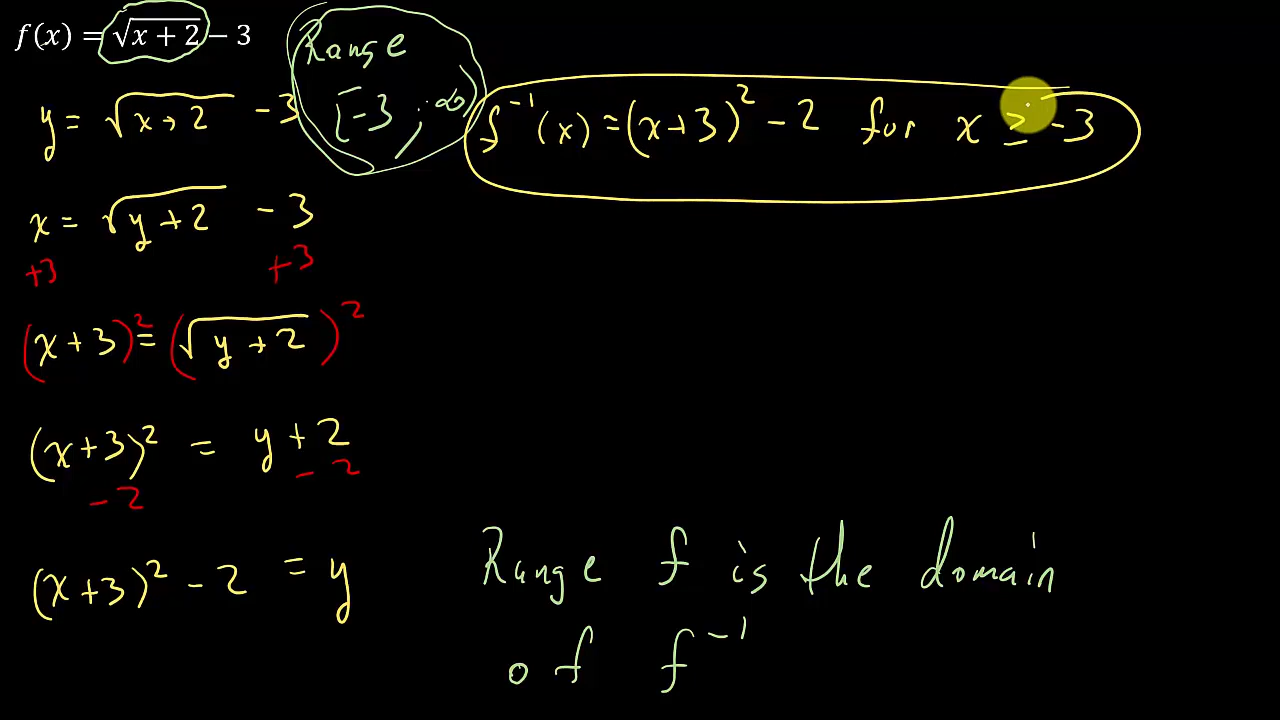 f(x) = √x + 2 − 3
y = √x + 2 − 3
x = √y + 2 − 3
+3 +3
(x + 3)² = (√y + 2)²
(x + 3)² = y + 2
− 2 − 2
(x + 3)² − 2 = y
Range
[−3 ; ∞)
f⁻¹(x) = (x + 3)² − 2 for x ≥ −3
Range f is the domain
of f⁻¹